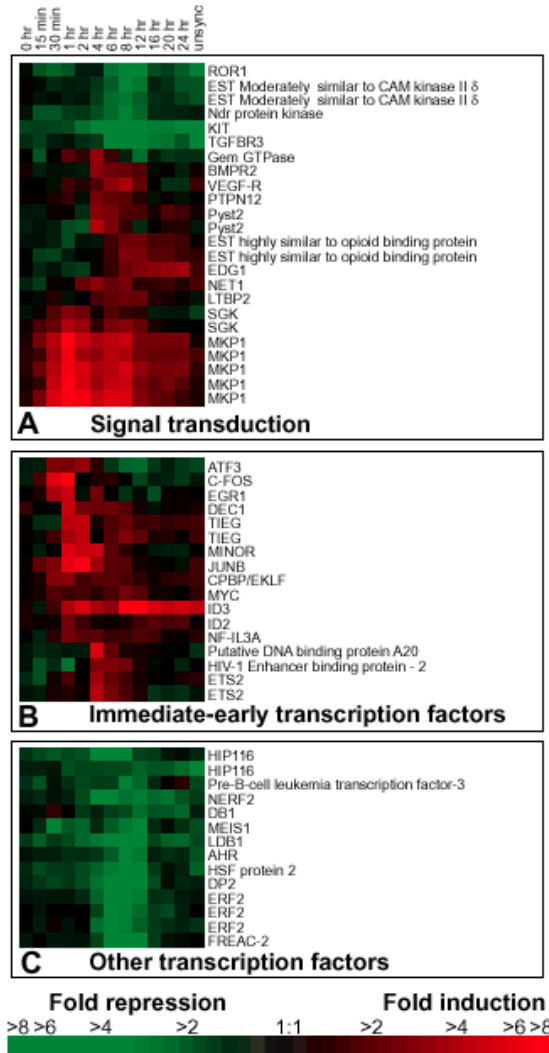 0 hr
15 min
30 min
1 hr
2 hr
4 hr
6 hr
8 hr
12 hr
16 hr
20 hr
24 hr
unsync
ROR1
EST Moderately similar to CAM kinase II δ
EST Moderately similar to CAM kinase II δ
Ndr protein kinase
KIT
TGFBR3
Gem GTPase
BMPR2
VEGF-R
PTPN12
Pyst2
Pyst2
EST highly similar to opioid binding protein
EST highly similar to opioid binding protein
EDG1
NET1
LTBP2
SGK
SGK
MKP1
MKP1
MKP1
MKP1
MKP1
A Signal transduction
ATF3
C-FOS
EGR1
DEC1
TIEG
TIEG
MINOR
JUNB
CPBP/EKLF
MYC
ID3
ID2
NF-IL3A
Putative DNA binding protein A20
HIV-1 Enhancer binding protein - 2
ETS2
ETS2
B Immediate-early transcription factors
HIP116
HIP116
Pre-B-cell leukemia transcription factor-3
NERF2
DB1
MEIS1
LDB1
AHR
HSF protein 2
DP2
ERF2
ERF2
ERF2
FREAC-2
C Other transcription factors
Fold repression Fold induction
>8 >6 >4 >2 1:1 >2 >4 >6 >8